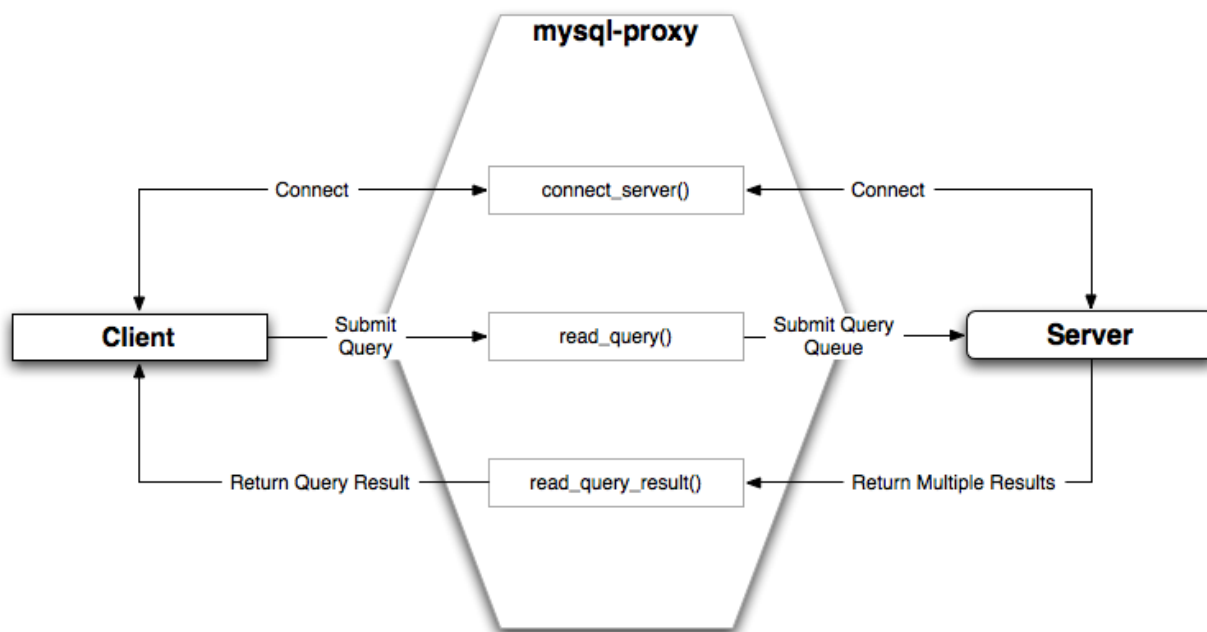 mysql-proxy
Connect
connect_server()
Connect
Client
Submit
Query
read_query()
Submit Query
Queue
Server
Return Query Result
read_query_result()
Return Multiple Results